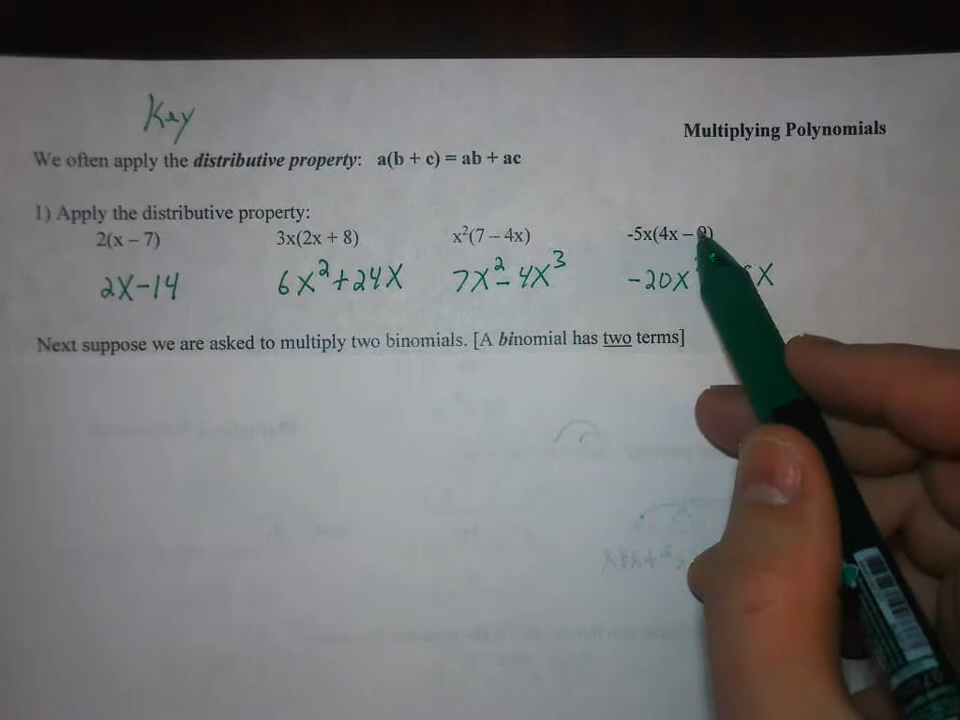 Key
Multiplying Polynomials
We often apply the distributive property: a(b + c) = ab + ac
1) Apply the distributive property:
2(x – 7) 3x(2x + 8) x²(7 – 4x) -5x(4x –
2x-14 6x²+24x 7x²-4x³ -20x x
Next suppose we are asked to multiply two binomials. [A binomial has two terms]